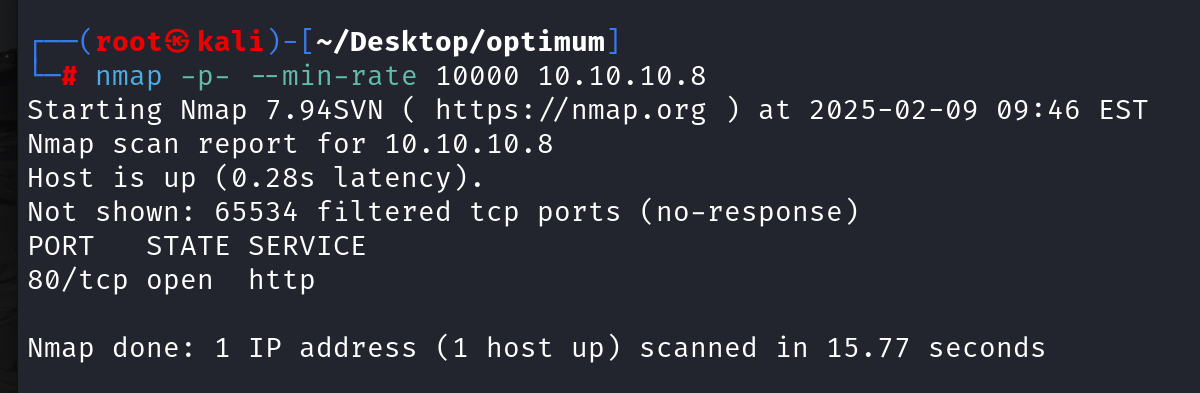 ┌──(root㉿kali)-[~/Desktop/optimum]
└─# nmap -p- --min-rate 10000 10.10.10.8
Starting Nmap 7.94SVN ( https://nmap.org ) at 2025-02-09 09:46 EST
Nmap scan report for 10.10.10.8
Host is up (0.28s latency).
Not shown: 65534 filtered tcp ports (no-response)
PORT   STATE SERVICE
80/tcp open  http
Nmap done: 1 IP address (1 host up) scanned in 15.77 seconds